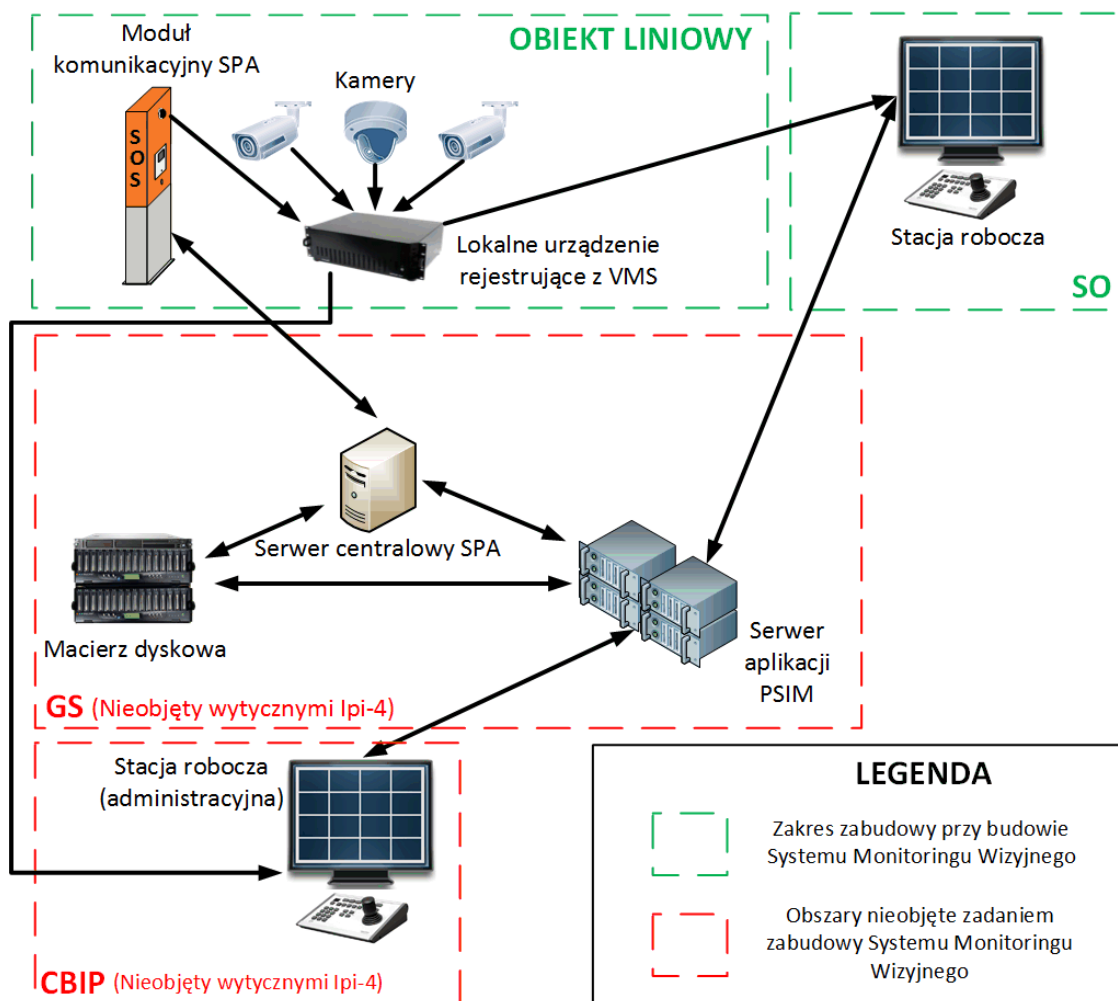 Moduł
komunikacyjny SPA
OBIEKT LINIOWY
Kamery
SOS
Lokalne urządzenie
rejestrujące z VMS
Stacja robocza
SO
Serwer centralowy SPA
Macierz dyskowa
Serwer
aplikacji
PSIM
GS (Nieobjęty wytycznymi Ipi-4)
Stacja robocza
(administracyjna)
CBIP (Nieobjęty wytycznymi Ipi-4)
LEGENDA
Zakres zabudowy przy budowie
Systemu Monitoringu Wizyjnego
Obszary nieobjęte zadaniem
zabudowy Systemu Monitoringu
Wizyjnego